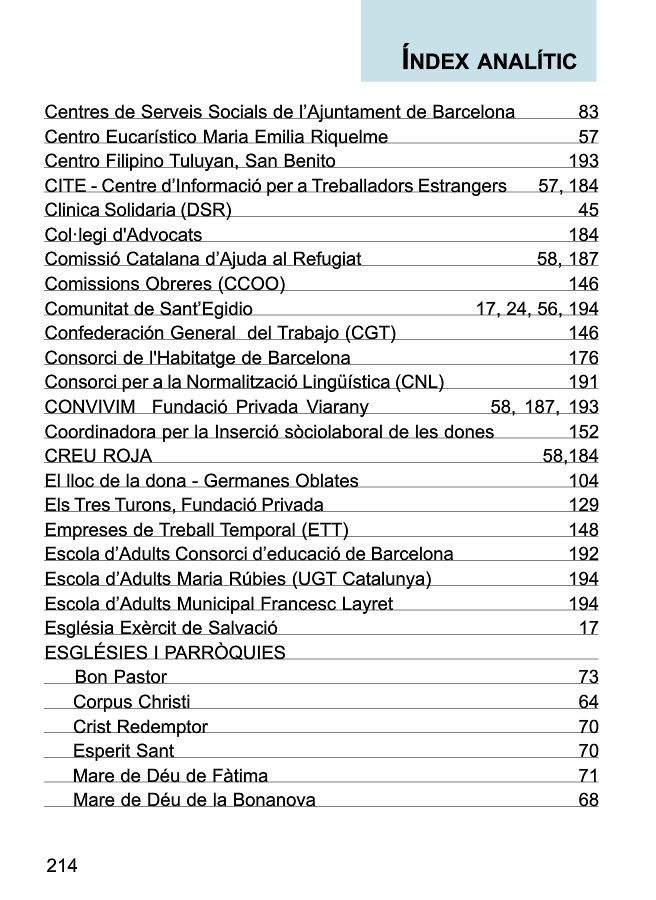 ÍNDEX ANALÍTIC
Centres de Serveis Socials de l’Ajuntament de Barcelona 83
Centro Eucarístico Maria Emilia Riquelme 57
Centro Filipino Tuluyan, San Benito 193
CITE - Centre d’Informació per a Treballadors Estrangers 57, 184
Clinica Solidaria (DSR) 45
Col·legi d'Advocats 184
Comissió Catalana d’Ajuda al Refugiat 58, 187
Comissions Obreres (CCOO) 146
Comunitat de Sant’Egidio 17, 24, 56, 194
Confederación General del Trabajo (CGT) 146
Consorci de l'Habitatge de Barcelona 176
Consorci per a la Normalització Lingüística (CNL) 191
CONVIVIM Fundació Privada Viarany 58, 187, 193
Coordinadora per la Inserció sòciolaboral de les dones 152
CREU ROJA 58,184
El lloc de la dona - Germanes Oblates 104
Els Tres Turons, Fundació Privada 129
Empreses de Treball Temporal (ETT) 148
Escola d’Adults Consorci d’educació de Barcelona 192
Escola d’Adults Maria Rúbies (UGT Catalunya) 194
Escola d’Adults Municipal Francesc Layret 194
Església Exèrcit de Salvació 17
ESGLÉSIES I PARRÒQUIES
Bon Pastor 73
Corpus Christi 64
Crist Redemptor 70
Esperit Sant 70
Mare de Déu de Fàtima 71
Mare de Déu de la Bonanova 68
214